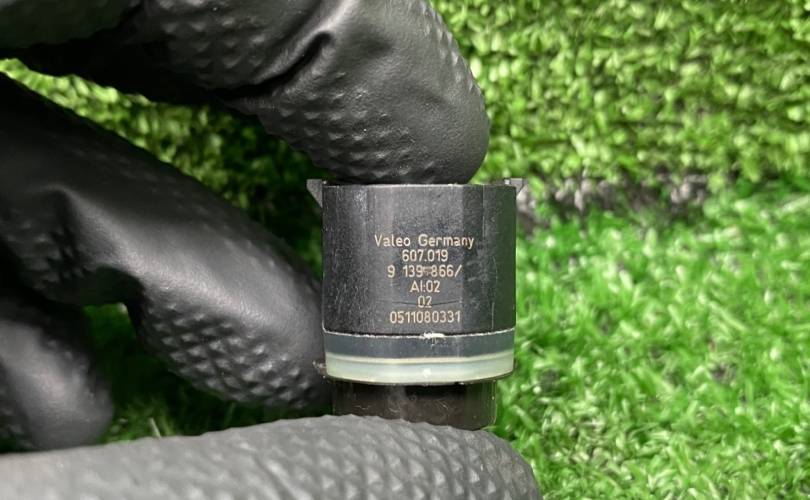 Valeo Germany
607.019
9 139 866/
AI:02
02
0511080331